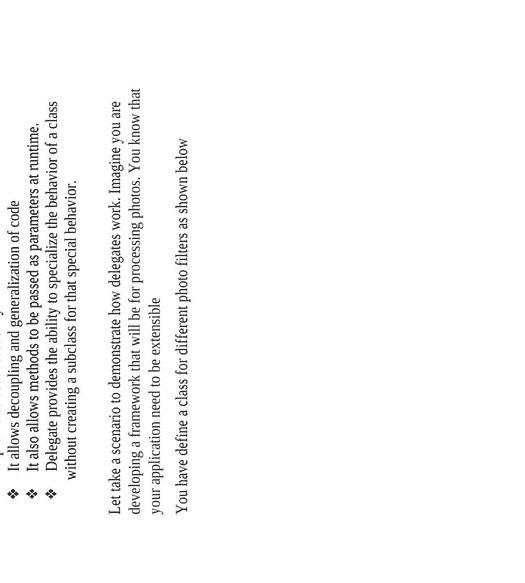 ❖ It allows decoupling and generalization of code
❖ It also allows methods to be passed as parameters at runtime.
❖ Delegate provides the ability to specialize the behavior of a class
without creating a subclass for that special behavior.
Let take a scenario to demonstrate how delegates work. Imagine you are
developing a framework that will be for processing photos. You know that
your application need to be extensible
You have define a class for different photo filters as shown below